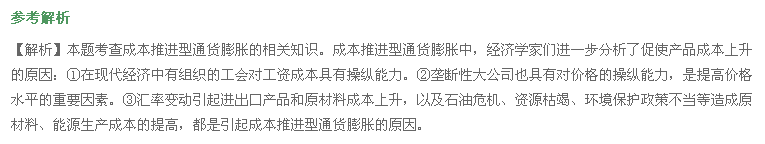 参考解析
【解析】本题考查成本推进型通货膨胀的相关知识。成本推进型通货膨胀中，经济学家们进一步分析了促使产品成本上升
的原因：①在现代经济中有组织的工会对工资成本具有操纵能力。②垄断性大公司也具有对价格的操纵能力，是提高价格
水平的重要因素。③汇率变动引起进出口产品和原材料成本上升，以及石油危机、资源枯竭、环境保护政策不当等造成原
材料、能源生产成本的提高，都是引起成本推进型通货膨胀的原因。